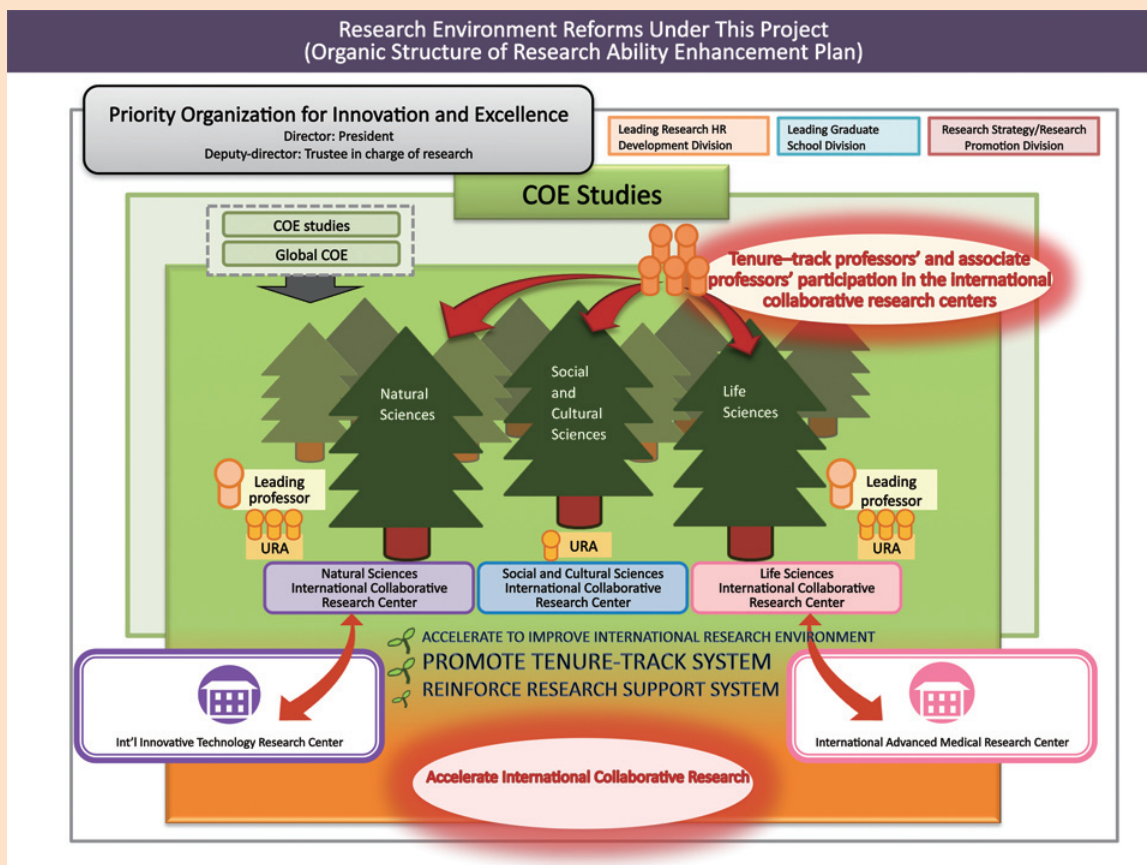 Research Environment Reforms Under This Project
(Organic Structure of Research Ability Enhancement Plan)
Priority Organization for Innovation and Excellence
Director: President
Deputy-director: Trustee in charge of research
Leading Research HR
Development Division
Leading Graduate
School Division
Research Strategy/Research
Promotion Division
COE Studies
COE studies
Global COE
Tenure–track professors' and associate
professors' participation in the international
collaborative research centers
Natural
Sciences
Social
and
Cultural
Sciences
Life
Sciences
Leading
professor
URA
URA
Leading
professor
URA
Natural Sciences
International Collaborative
Research Center
Social and Cultural Sciences
International Collaborative
Research Center
Life Sciences
International Collaborative
Research Center
ACCELERATE TO IMPROVE INTERNATIONAL RESEARCH ENVIRONMENT
PROMOTE TENURE-TRACK SYSTEM
REINFORCE RESEARCH SUPPORT SYSTEM
Int'l Innovative Technology Research Center
International Advanced Medical Research Center
Accelerate International Collaborative Research